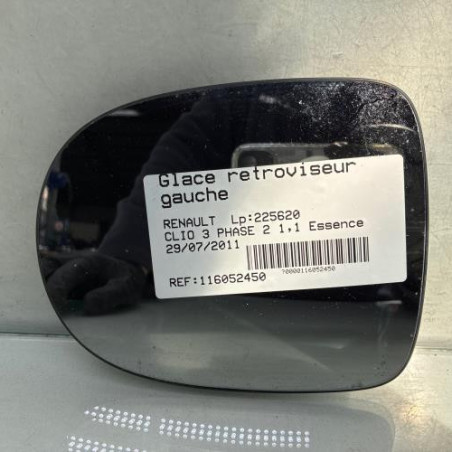 Glace retroviseur
gauche
RENAULT Lp:225620
CLIO 3 PHASE 2 1,1 Essence
29/07/2011
70000116052450
REF:116052450